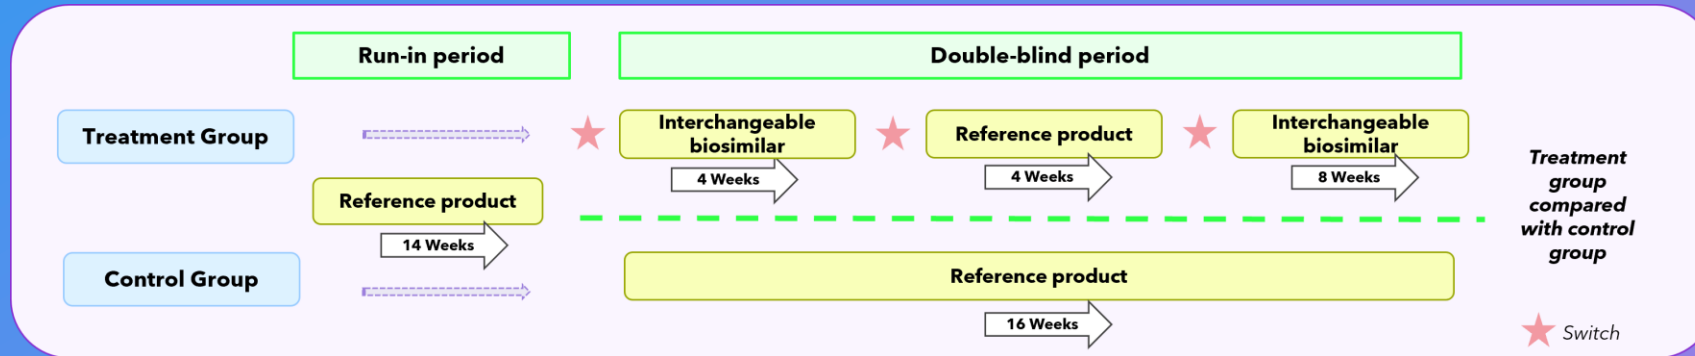 Run-in period
Double-blind period
Treatment Group
Interchangeable
biosimilar
4 Weeks
Reference product
4 Weeks
Interchangeable
biosimilar
8 Weeks
Reference product
14 Weeks
Control Group
Reference product
16 Weeks
Treatment
group
compared
with control
group
Switch